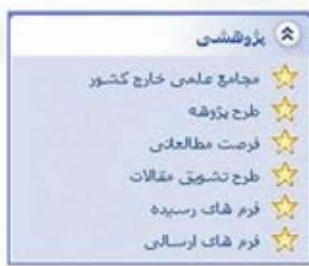 پژوهشی
مجامع علمی خارج کشور
طرح پژوهه
فرصت مطالعاتی
طرح تشویق مقالات
فرم های رسیده
فرم های ارسالی